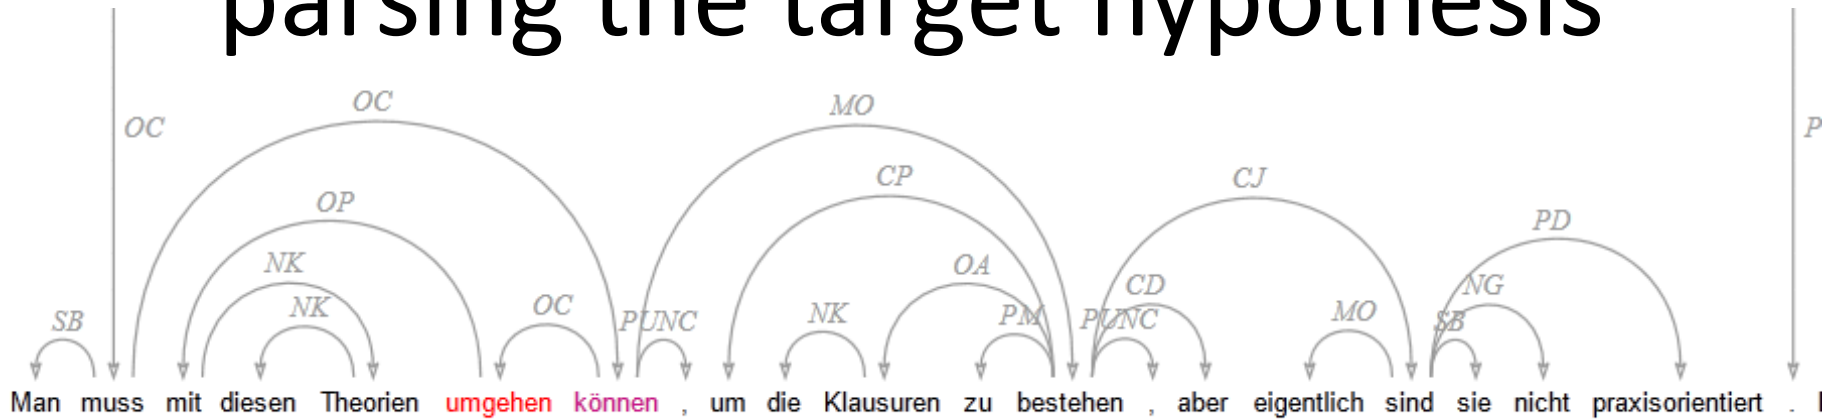 parsing the target hypothesis
OC MO
OC P
CP CJ
OP
PD
NK OA
NG
CD
NK OC NK PM MO
SB PUNC PUNC SB
Man muss mit diesen Theorien umgehen können , um die Klausuren zu bestehen , aber eigentlich sind sie nicht praxisorientiert .